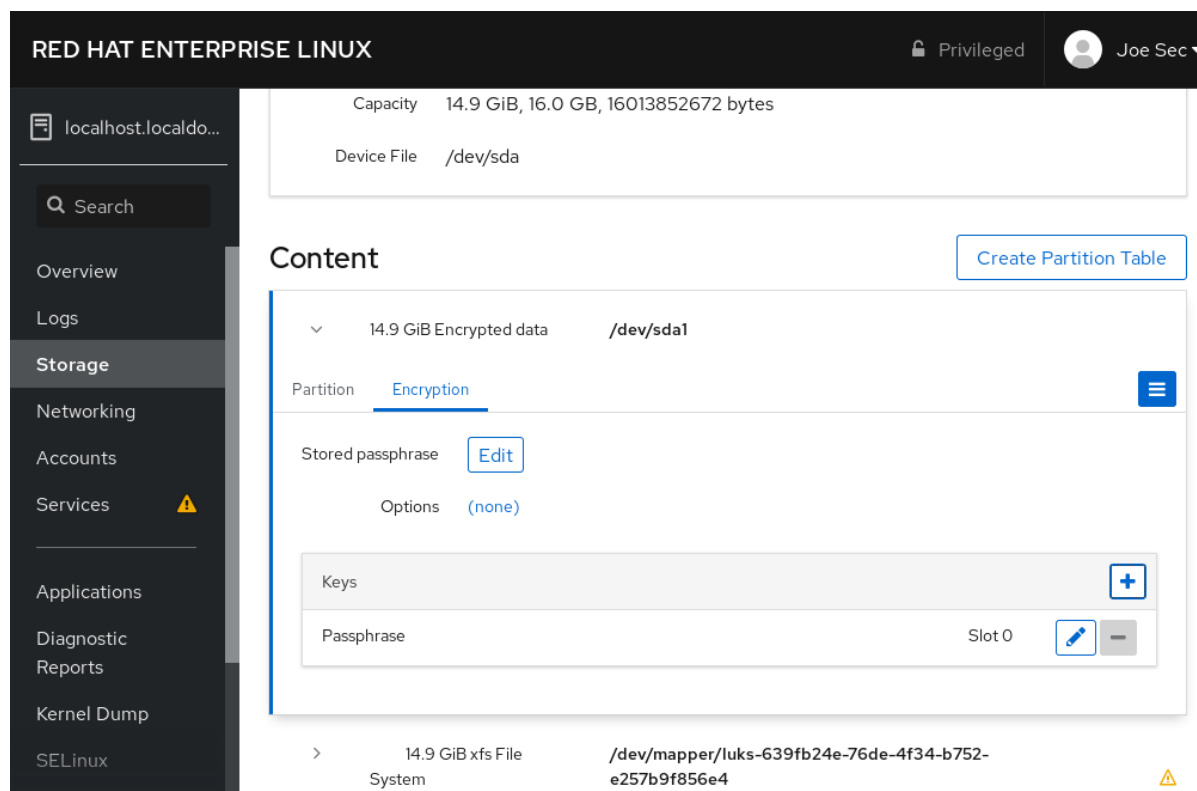 RED HAT ENTERPRISE LINUX
Privileged
Joe Sec
localhost.localdo...
Search
Overview
Logs
Storage
Networking
Accounts
Services
Applications
Diagnostic
Reports
Kernel Dump
SELinux
Capacity 14.9 GiB, 16.0 GB, 16013852672 bytes
Device File /dev/sda
Content
Create Partition Table
14.9 GiB Encrypted data /dev/sda1
Partition Encryption
Stored passphrase Edit
Options (none)
Keys
Passphrase Slot 0
14.9 GiB xfs File /dev/mapper/luks-639fb24e-76de-4f34-b752-
System e257b9f856e4